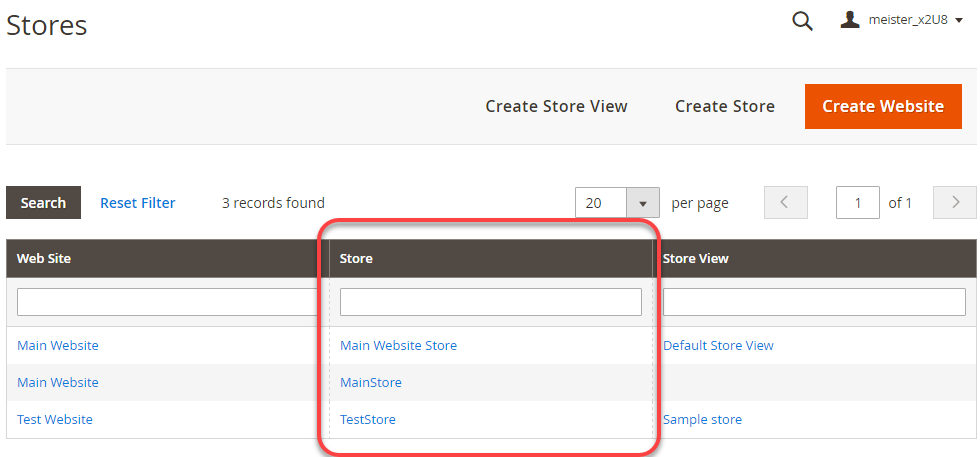 Stores
meister_x2U8
Create Store View Create Store Create Website
Search Reset Filter 3 records found 20 per page 1 of 1
Web Site Store Store View
Main Website Main Website Store Default Store View
Main Website MainStore
Test Website TestStore Sample store